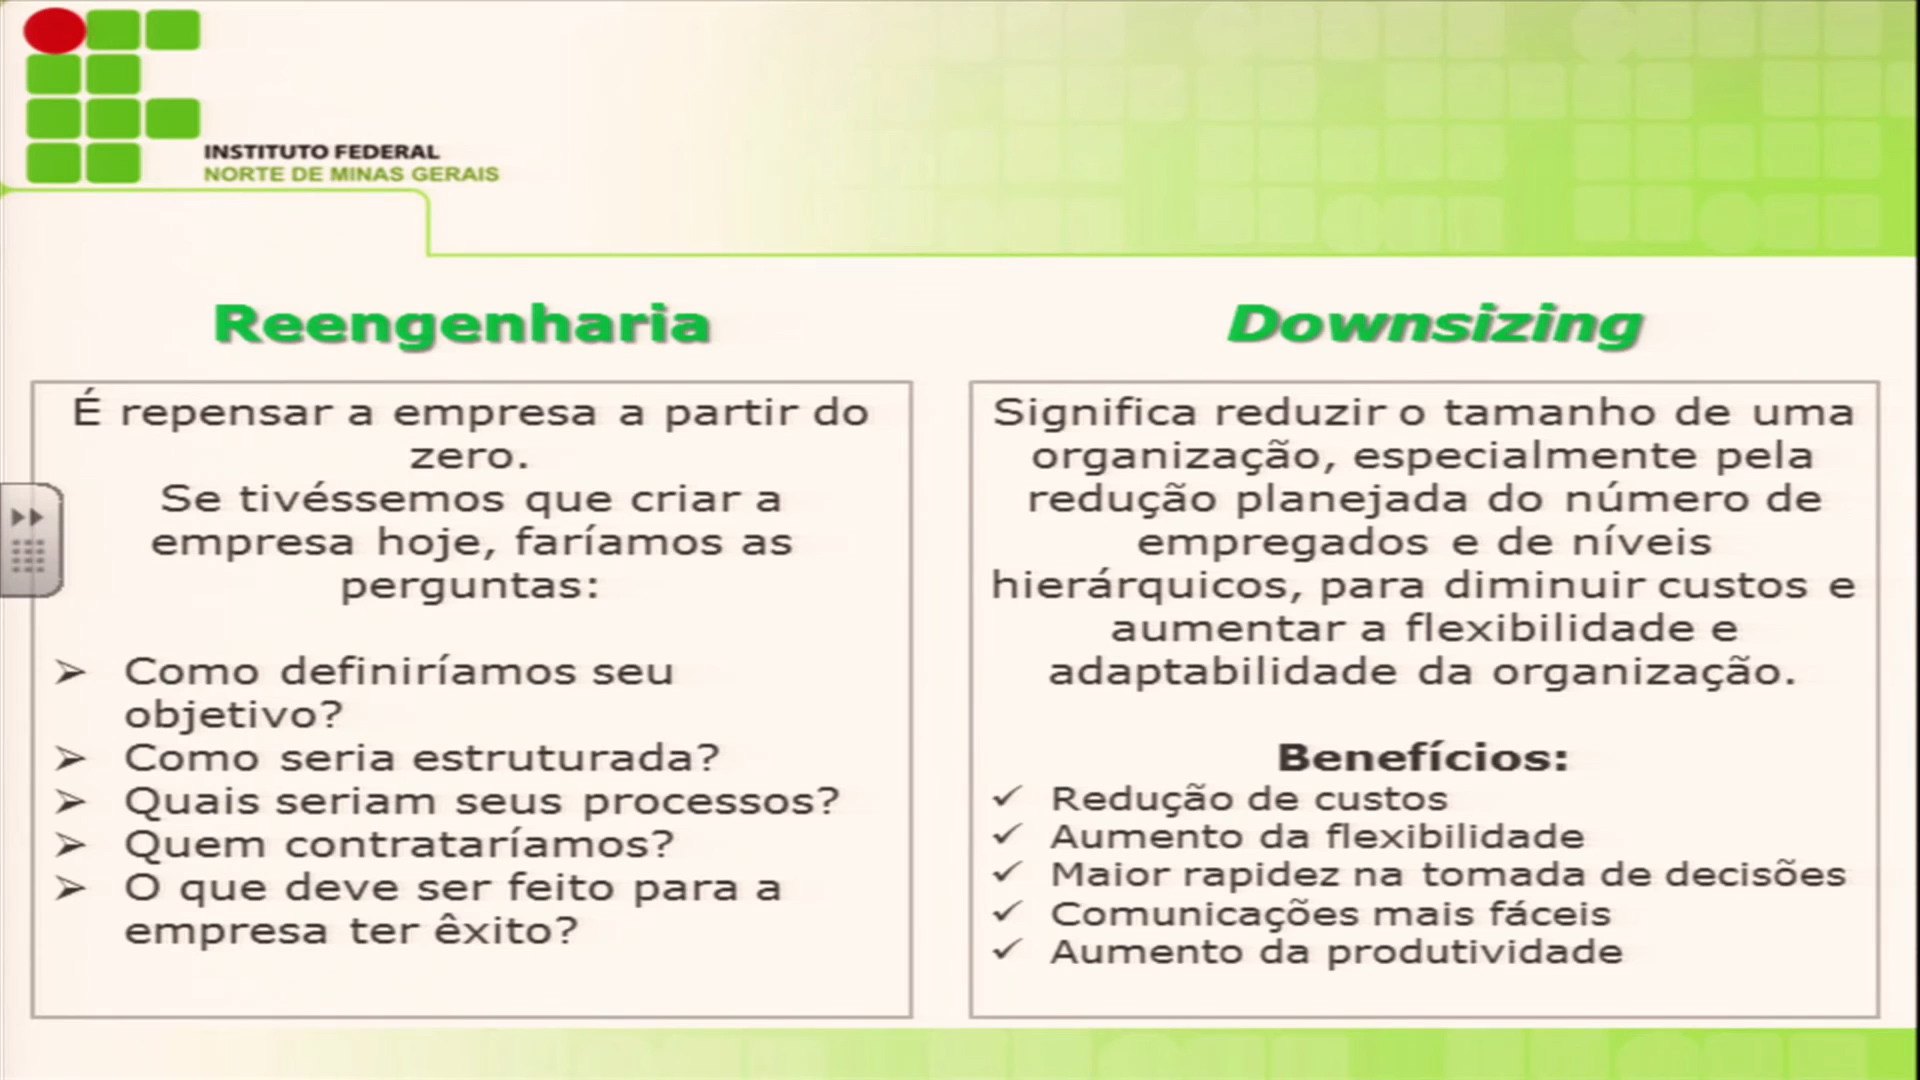 INSTITUTO FEDERAL
NORTE DE MINAS GERAIS
Reengenharia
É repensar a empresa a partir do
zero.
Se tivéssemos que criar a
empresa hoje, faríamos as
perguntas:
➢ Como definiríamos seu
objetivo?
➢ Como seria estruturada?
➢ Quais seriam seus processos?
➢ Quem contrataríamos?
➢ O que deve ser feito para a
empresa ter êxito?
Downsizing
Significa reduzir o tamanho de uma
organização, especialmente pela
redução planejada do número de
empregados e de níveis
hierárquicos, para diminuir custos e
aumentar a flexibilidade e
adaptabilidade da organização.
Benefícios:
✓ Redução de custos
✓ Aumento da flexibilidade
✓ Maior rapidez na tomada de decisões
✓ Comunicações mais fáceis
✓ Aumento da produtividade